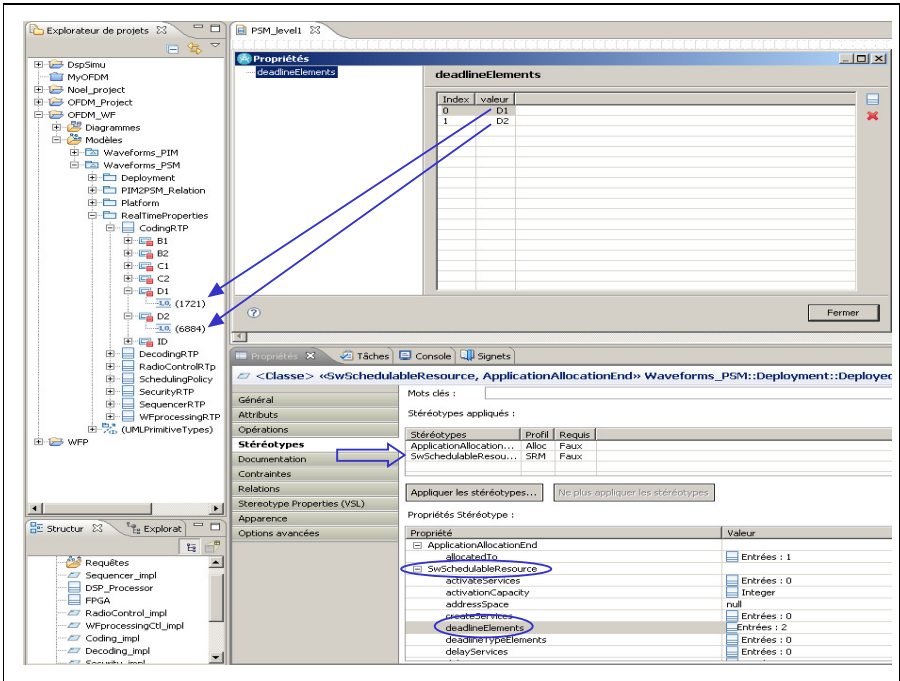 Explorateur de projets
DspSimu
MyOFDM
Noel_project
OFDM_Project
OFDM_WF
Diagrammes
Modèles
Waveforms_PIM
Waveforms_PSM
Deployment
PIM2PSM_Relation
Platform
RealTimeProperties
CodingRTP
B1
B2
C1
C2
D1
(1721)
D2
(6884)
ID
DecodingRTP
RadioControlRTp
SchedulingPolicy
SecurityRTP
SequencerRTP
WFprocessingRTP
(UMLPrimitiveTypes)
WFP
Structur Explorat
Requêtes
Sequencer_impl
DSP_Processor
FPGA
RadioControl_impl
WFprocessingCtl_impl
Coding_impl
Decoding_impl
Security_impl
PSM_level1
Propriétés
deadlineElements
deadlineElements
Index valeur
0 D1
1 D2
Fermer
Propriétés Tâches Console Signets
<Classe> «SwSchedulableResource, ApplicationAllocationEnd» Waveforms_PSM::Deployment::Deployed
Général
Attributs
Opérations
Stéréotypes
Documentation
Contraintes
Relations
Stereotype Properties (VSL)
Apparence
Options avancées
Mots clés :
Stéréotypes appliqués :
Stéréotypes Profil Requis
ApplicationAllocation... Alloc Faux
SwSchedulableResou... SRM Faux
Appliquer les stéréotypes... Ne plus appliquer les stéréotypes
Propriétés Stéréotype :
Propriété Valeur
ApplicationAllocationEnd
allocatedTo Entrées : 1
SwSchedulableResource
activateServices Entrées : 0
activationCapacity Integer
addressSpace null
createServices Entrées : 0
deadlineElements Entrées : 2
deadlineTypeElements Entrées : 0
delayServices Entrées : 0